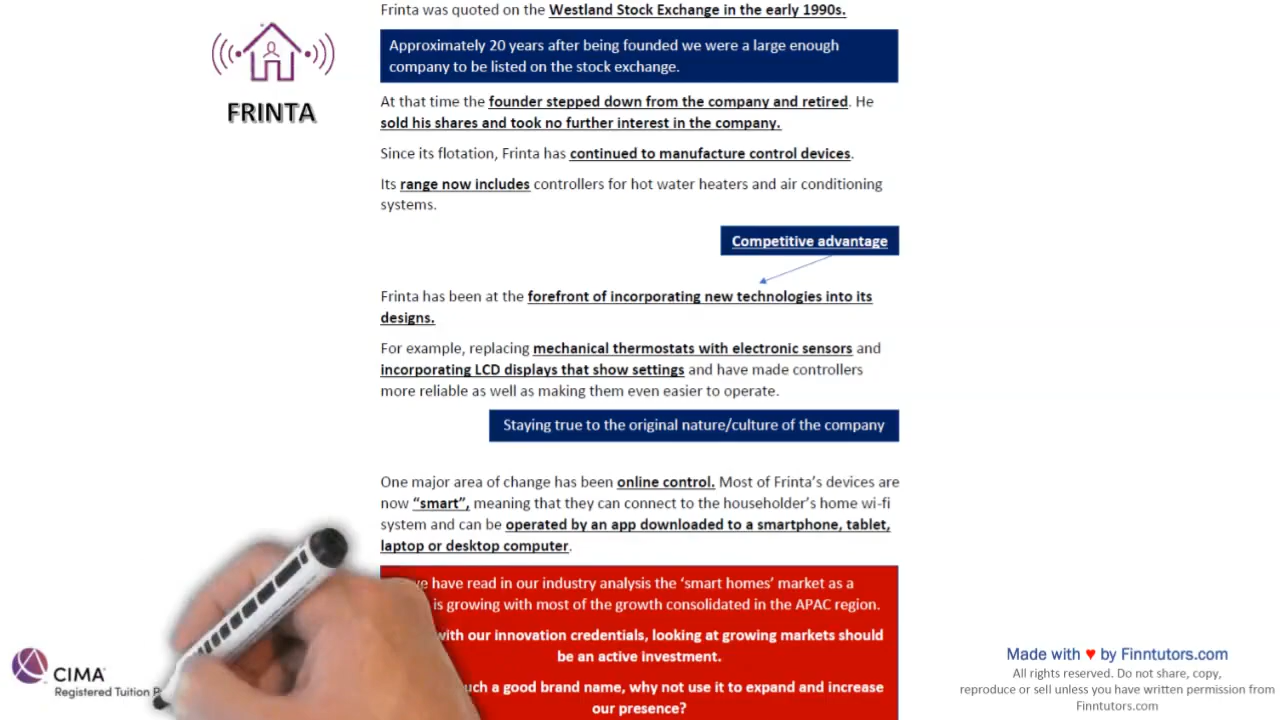 Frinta was quoted on the Westland Stock Exchange in the early 1990s.
Approximately 20 years after being founded we were a large enough
company to be listed on the stock exchange.
FRINTA
At that time the founder stepped down from the company and retired. He
sold his shares and took no further interest in the company.
Since its flotation, Frinta has continued to manufacture control devices.
Its range now includes controllers for hot water heaters and air conditioning
systems.
Competitive advantage
Frinta has been at the forefront of incorporating new technologies into its
designs.
For example, replacing mechanical thermostats with electronic sensors and
incorporating LCD displays that show settings and have made controllers
more reliable as well as making them even easier to operate.
Staying true to the original nature/culture of the company
One major area of change has been online control. Most of Frinta's devices are
now “smart”, meaning that they can connect to the householder's home wi-fi
system and can be operated by an app downloaded to a smartphone, tablet,
laptop or desktop computer.
have read in our industry analysis the 'smart homes' market as a
is growing with most of the growth consolidated in the APAC region.
with our innovation credentials, looking at growing markets should
be an active investment.
such a good brand name, why not use it to expand and increase
our presence?
CIMA
Registered Tuition
Made with ♥ by Finntutors.com
All rights reserved. Do not share, copy,
reproduce or sell unless you have written permission from
Finntutors.com